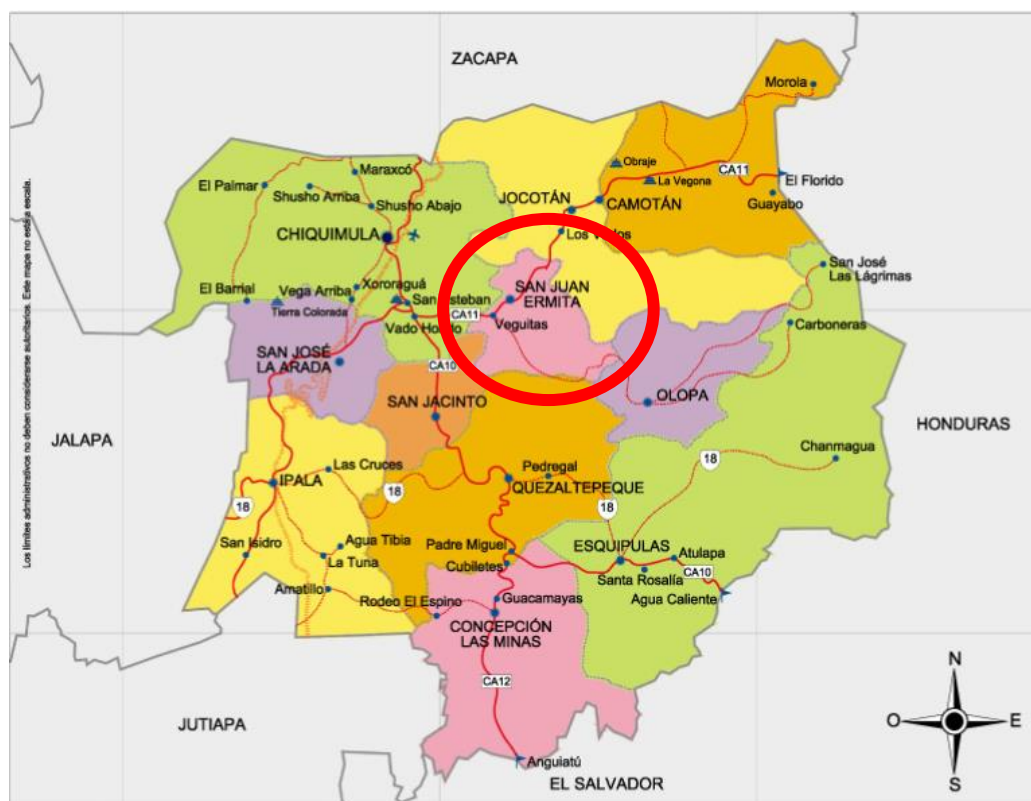 ZACAPA
Morola
Maraxcó
Obraje
El Palmar
Shusho Arriba
La Vegona
CA11
El Florido
Shusho Abajo
JOCOTÁN
CAMOTÁN
Guayabo
CHIQUIMULA
Los V
dos
San José
Las Lágrimas
El Barrial
Vega Arriba
Xororaguá
San Esteban
SAN JUAN
ERMITA
Tierra Colorada
Vado Hondo
CA11
Veguitas
Carboneras
SAN JOSÉ
LA ARADA
CA10
SAN JACINTO
OLOPA
HONDURAS
JALAPA
Chanmagua
Las Cruces
Pedregal
18
IPALA
18
QUEZALTEPEQUE
18
18
San Isidro
Agua Tibia
La Tuna
Padre Miguel
ESQUIPULAS
Atulapa
Cubiletes
Santa Rosalía
CA10
Amatillo
Rodeo El Espino
Guacamayas
Agua Caliente
CONCEPCIÓN
LAS MINAS
CA12
JUTIAPA
Anguiatú
EL SALVADOR
N
O
E
S
Los límites administrativos no deben considerarse autoritarios. Este mapa no está a escala.